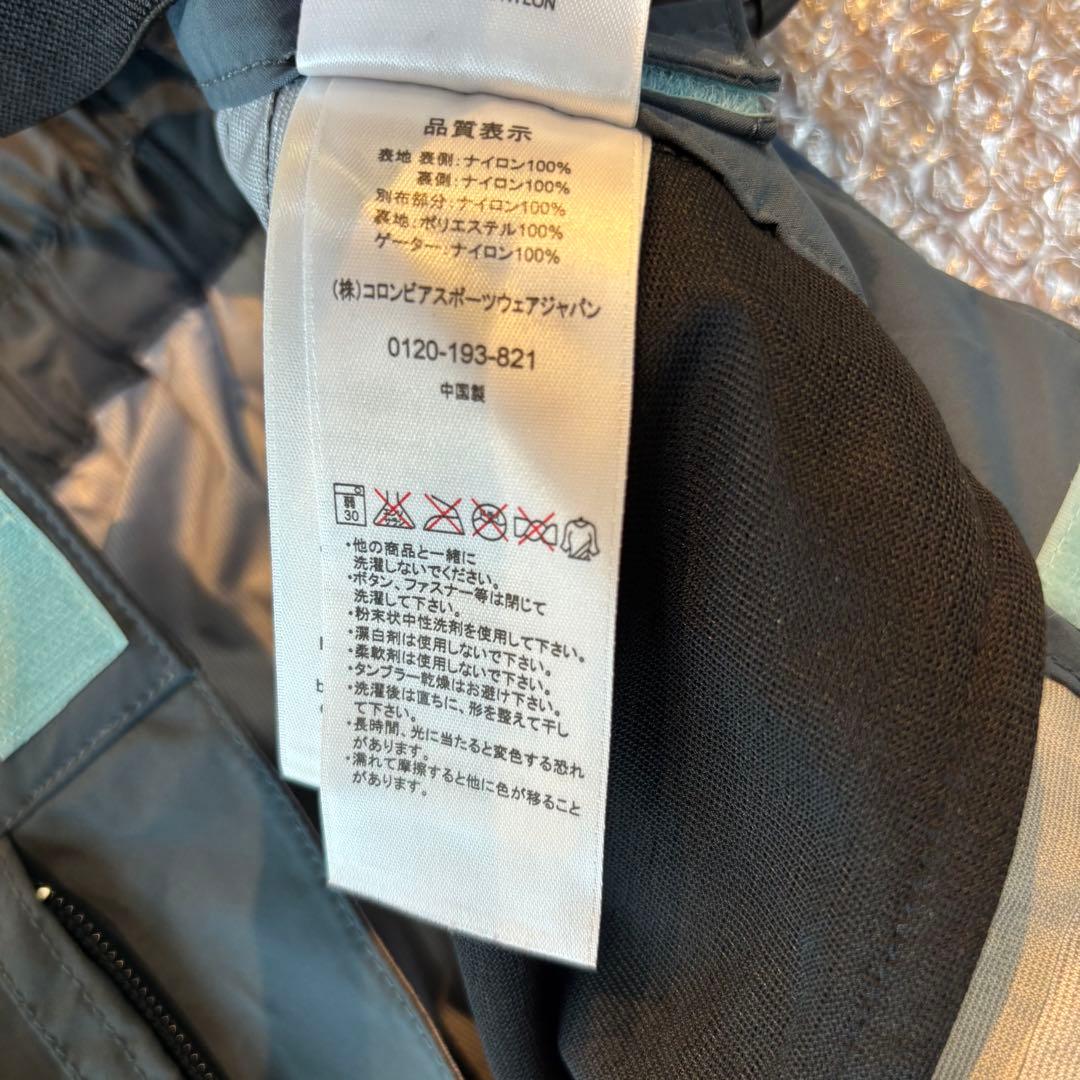 品質表示
表地 表側:ナイロン100%
裏側:ナイロン100%
別布部分:ナイロン100%
裏地:ポリエステル100%
ゲーター:ナイロン100%
(株)コロンビアスポーツウェアジャパン
0120-193-821
中国製
弱
30
・他の商品と一緒に
洗濯しないでください。
・ボタン、ファスナー等は閉じて
洗濯して下さい。
・粉末状中性洗剤を使用して下さい。
・漂白剤は使用しないで下さい。
・柔軟剤は使用しないで下さい。
・タンブラー乾燥はお避け下さい。
・洗濯後は直ちに、形を整えて干し
て下さい。
・長時間、光に当たると変色する恐れ
があります。
・濡れて摩擦すると他に色が移ること
があります。